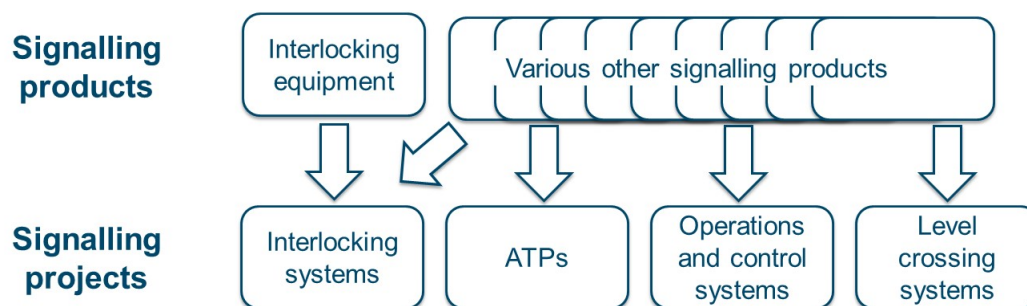 Signalling
products
Interlocking
equipment
Various other signalling products
Signalling
projects
Interlocking
systems
ATPs
Operations
and control
systems
Level
crossing
systems